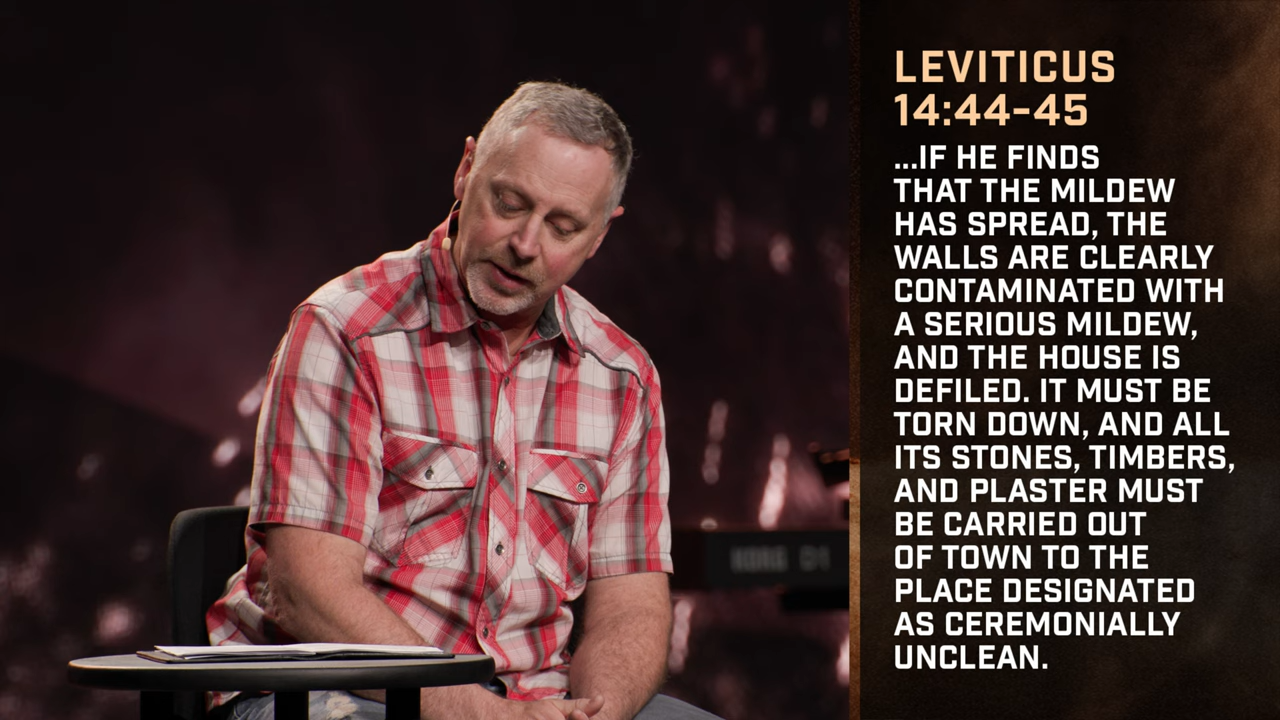 LEVITICUS
14:44-45
...IF HE FINDS
THAT THE MILDEW
HAS SPREAD, THE
WALLS ARE CLEARLY
CONTAMINATED WITH
A SERIOUS MILDEW,
AND THE HOUSE IS
DEFILED. IT MUST BE
TORN DOWN, AND ALL
ITS STONES, TIMBERS,
AND PLASTER MUST
BE CARRIED OUT
OF TOWN TO THE
PLACE DESIGNATED
AS CEREMONIALLY
UNCLEAN.
KORG D1